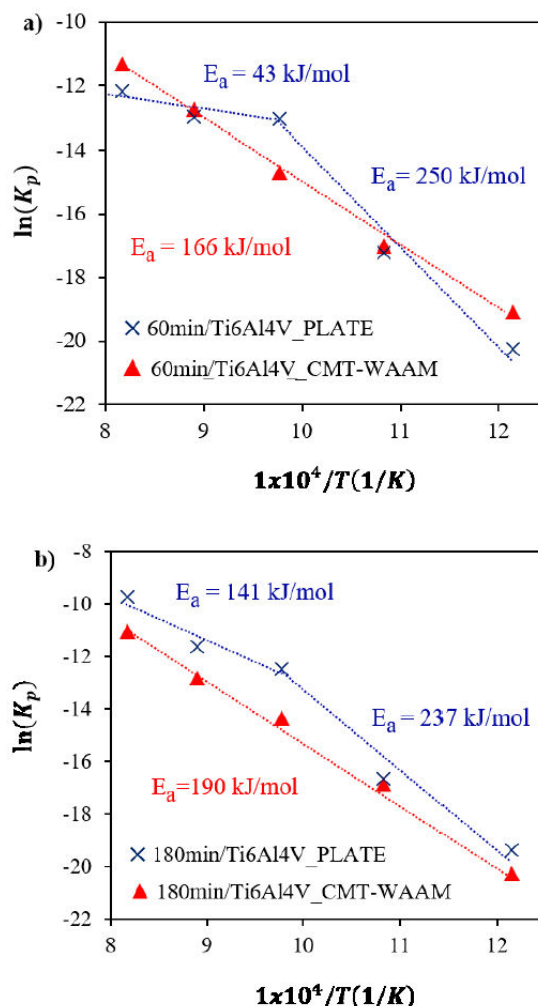 a)
-10
-12
-14
-16
-18
-20
-22
ln(K_p)
E_a = 43 kJ/mol
E_a = 250 kJ/mol
E_a = 166 kJ/mol
60min/Ti6Al4V_PLATE
60min/Ti6Al4V_CMT-WAAM
8 9 10 11 12
1x10^4/T(1/K)
b)
-8
-10
-12
-14
-16
-18
-20
-22
ln(K_p)
E_a = 141 kJ/mol
E_a = 237 kJ/mol
E_a=190 kJ/mol
180min/Ti6Al4V_PLATE
180min/Ti6Al4V_CMT-WAAM
8 9 10 11 12
1x10^4/T(1/K)